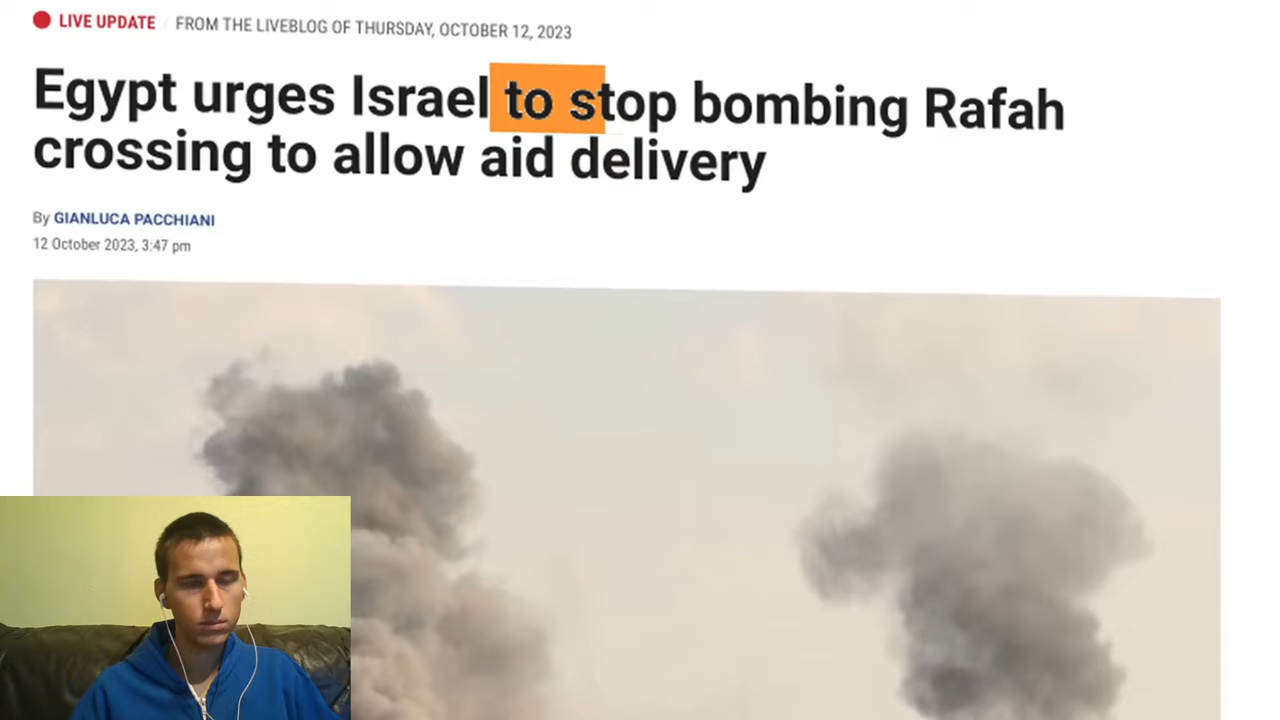 LIVE UPDATE / FROM THE LIVEBLOG OF THURSDAY, OCTOBER 12, 2023
Egypt urges Israel to stop bombing Rafah
crossing to allow aid delivery
By GIANLUCA PACCHIANI
12 October 2023, 3:47 pm